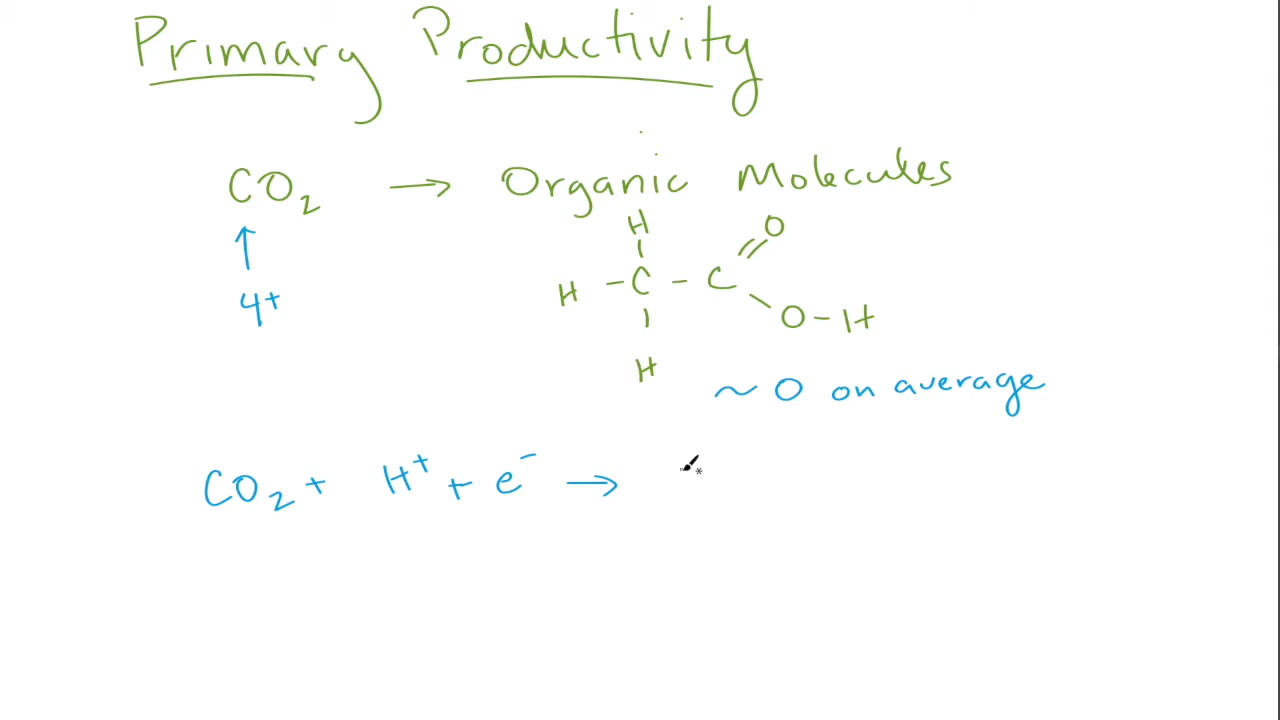 Primary Productivity
CO₂ → Organic Molecules
H
H - C - C
O
O - H
H
↑
4+
~ 0 on average
CO₂ + H⁺ + e⁻ →